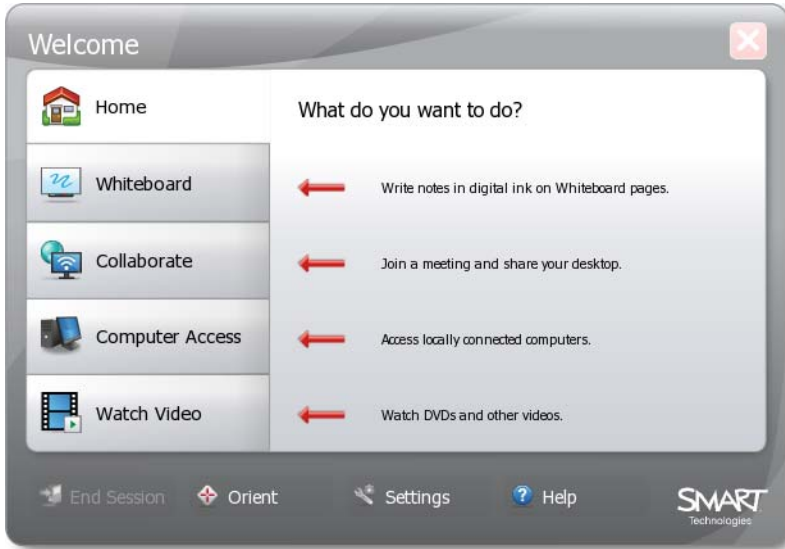 Welcome
Home
What do you want to do?
Whiteboard
Write notes in digital ink on Whiteboard pages.
Collaborate
Join a meeting and share your desktop.
Computer Access
Access locally connected computers.
Watch Video
Watch DVDs and other videos.
End Session
Orient
Settings
Help
SMART
Technologies